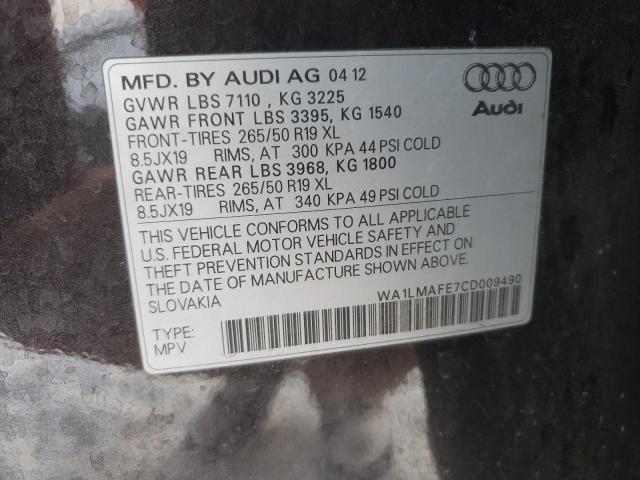 MFD. BY AUDI AG 04 12
GVWR LBS 7110 , KG 3225
GAWR FRONT LBS 3395, KG 1540
FRONT-TIRES 265/50 R19 XL
8.5JX19 RIMS, AT 300 KPA 44 PSI COLD
GAWR REAR LBS 3968, KG 1800
REAR-TIRES 265/50 R19 XL
8.5JX19 RIMS, AT 340 KPA 49 PSI COLD
Audi
THIS VEHICLE CONFORMS TO ALL APPLICABLE
U.S. FEDERAL MOTOR VEHICLE SAFETY AND
THEFT PREVENTION STANDARDS IN EFFECT ON
THE DATE OF MANUFACTURE SHOWN ABOVE.
SLOVAKIA
WA1LMAFE7CD009490
TYPE:
MPV